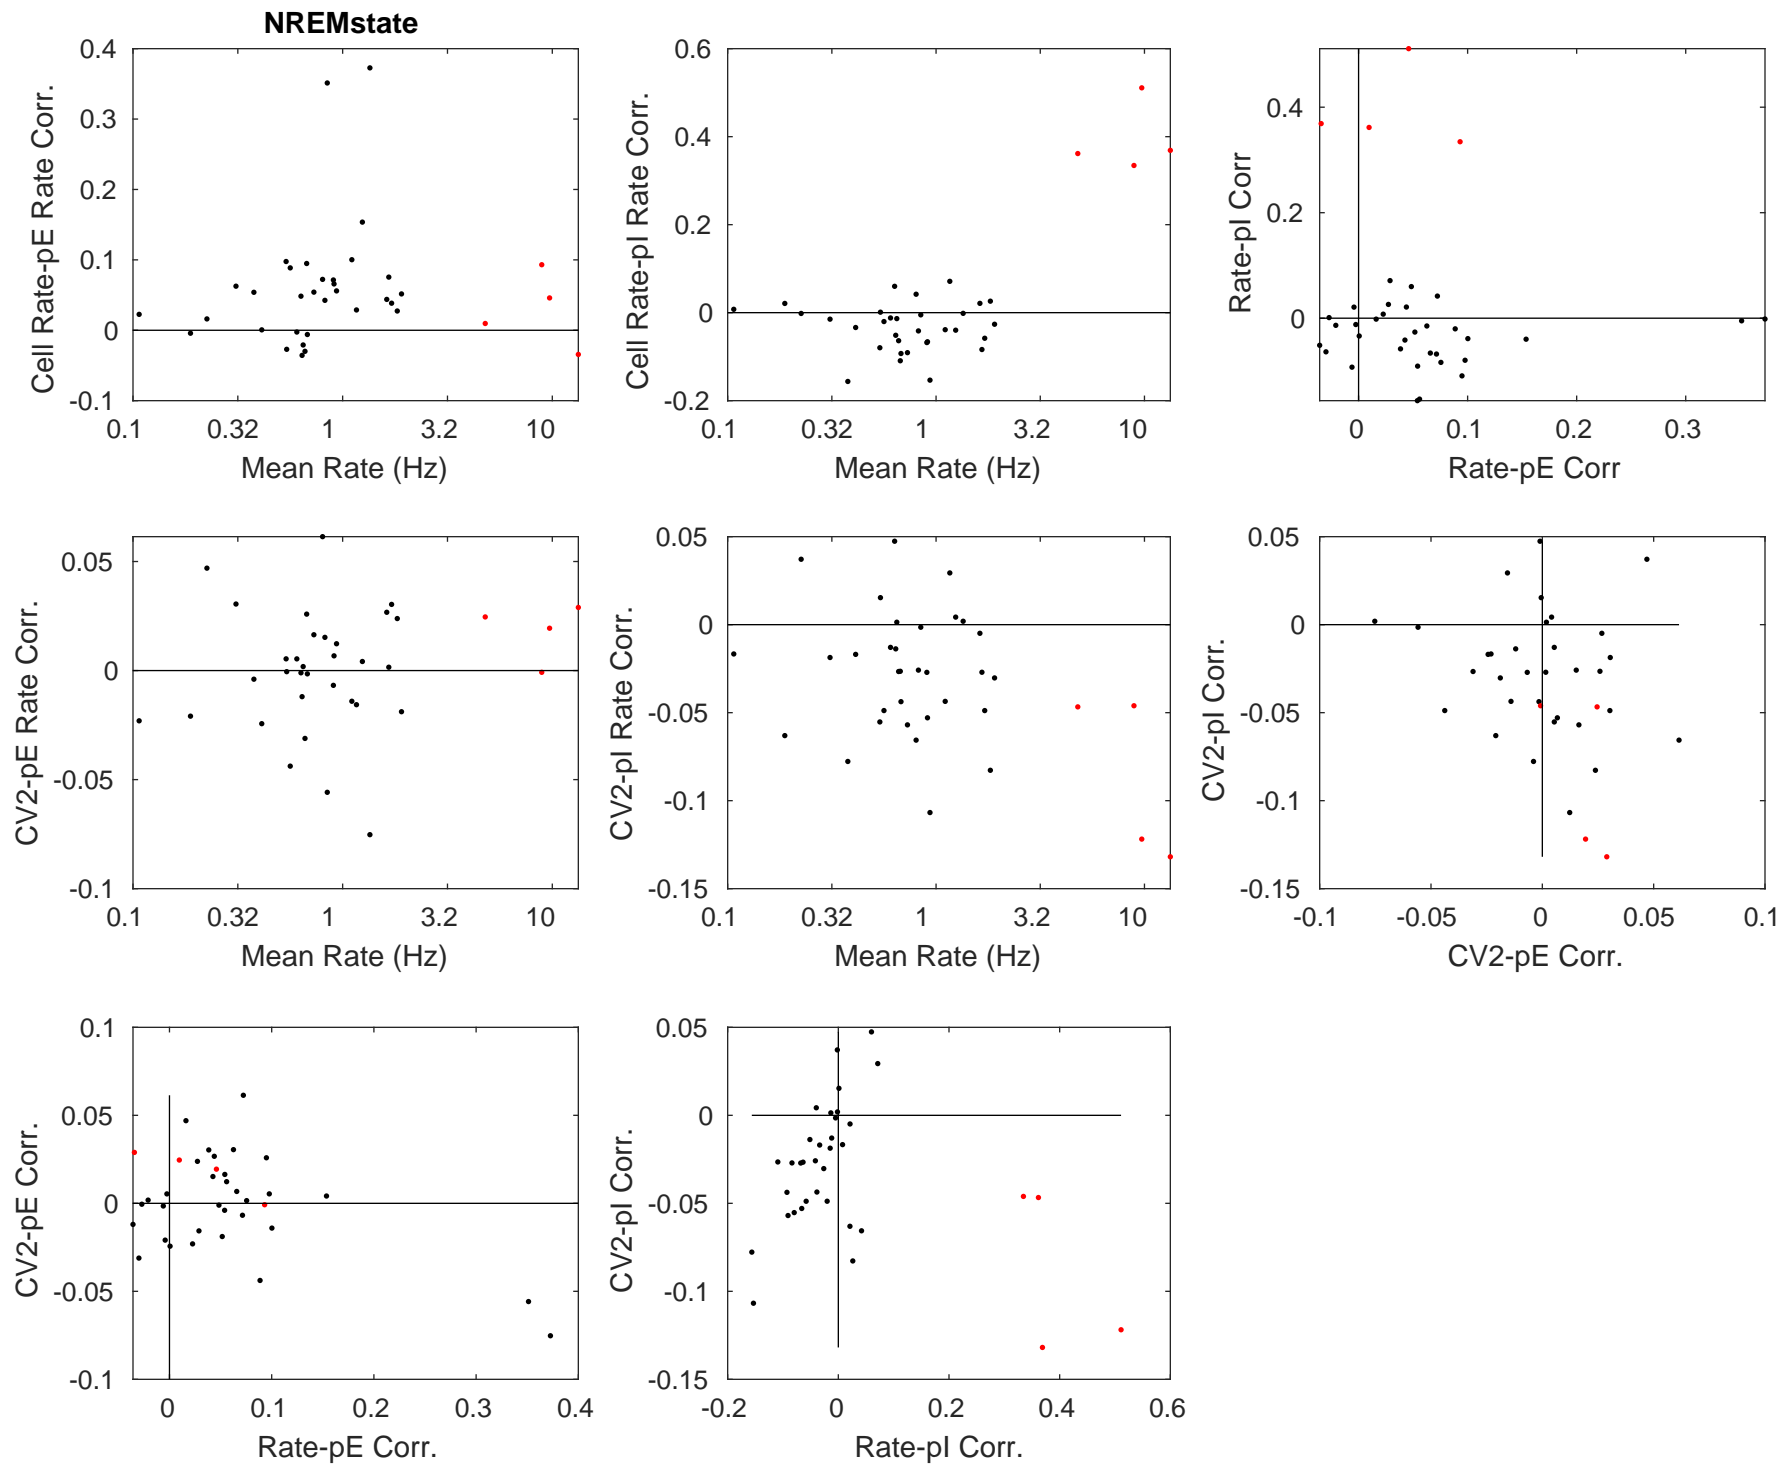 NREMstate
0.4
0.3
0.2
0.1
0
-0.1
Cell Rate-pE Rate Corr.
0.1 0.32 1 3.2 10
Mean Rate (Hz)
0.6
0.4
0.2
0
-0.2
Cell Rate-pI Rate Corr.
0.1 0.32 1 3.2 10
Mean Rate (Hz)
0.4
0.2
0
Rate-pI Corr
0 0.1 0.2 0.3
Rate-pE Corr
0.05
0
-0.05
-0.1
CV2-pE Rate Corr.
0.1 0.32 1 3.2 10
Mean Rate (Hz)
0.05
0
-0.05
-0.1
-0.15
CV2-pI Rate Corr.
0.1 0.32 1 3.2 10
Mean Rate (Hz)
0.05
0
-0.05
-0.1
-0.15
CV2-pI Corr.
-0.1 -0.05 0 0.05 0.1
CV2-pE Corr.
0.1
0.05
0
-0.05
-0.1
CV2-pE Corr.
0 0.1 0.2 0.3 0.4
Rate-pE Corr.
0.05
0
-0.05
-0.1
-0.15
CV2-pI Corr.
-0.2 0 0.2 0.4 0.6
Rate-pI Corr.